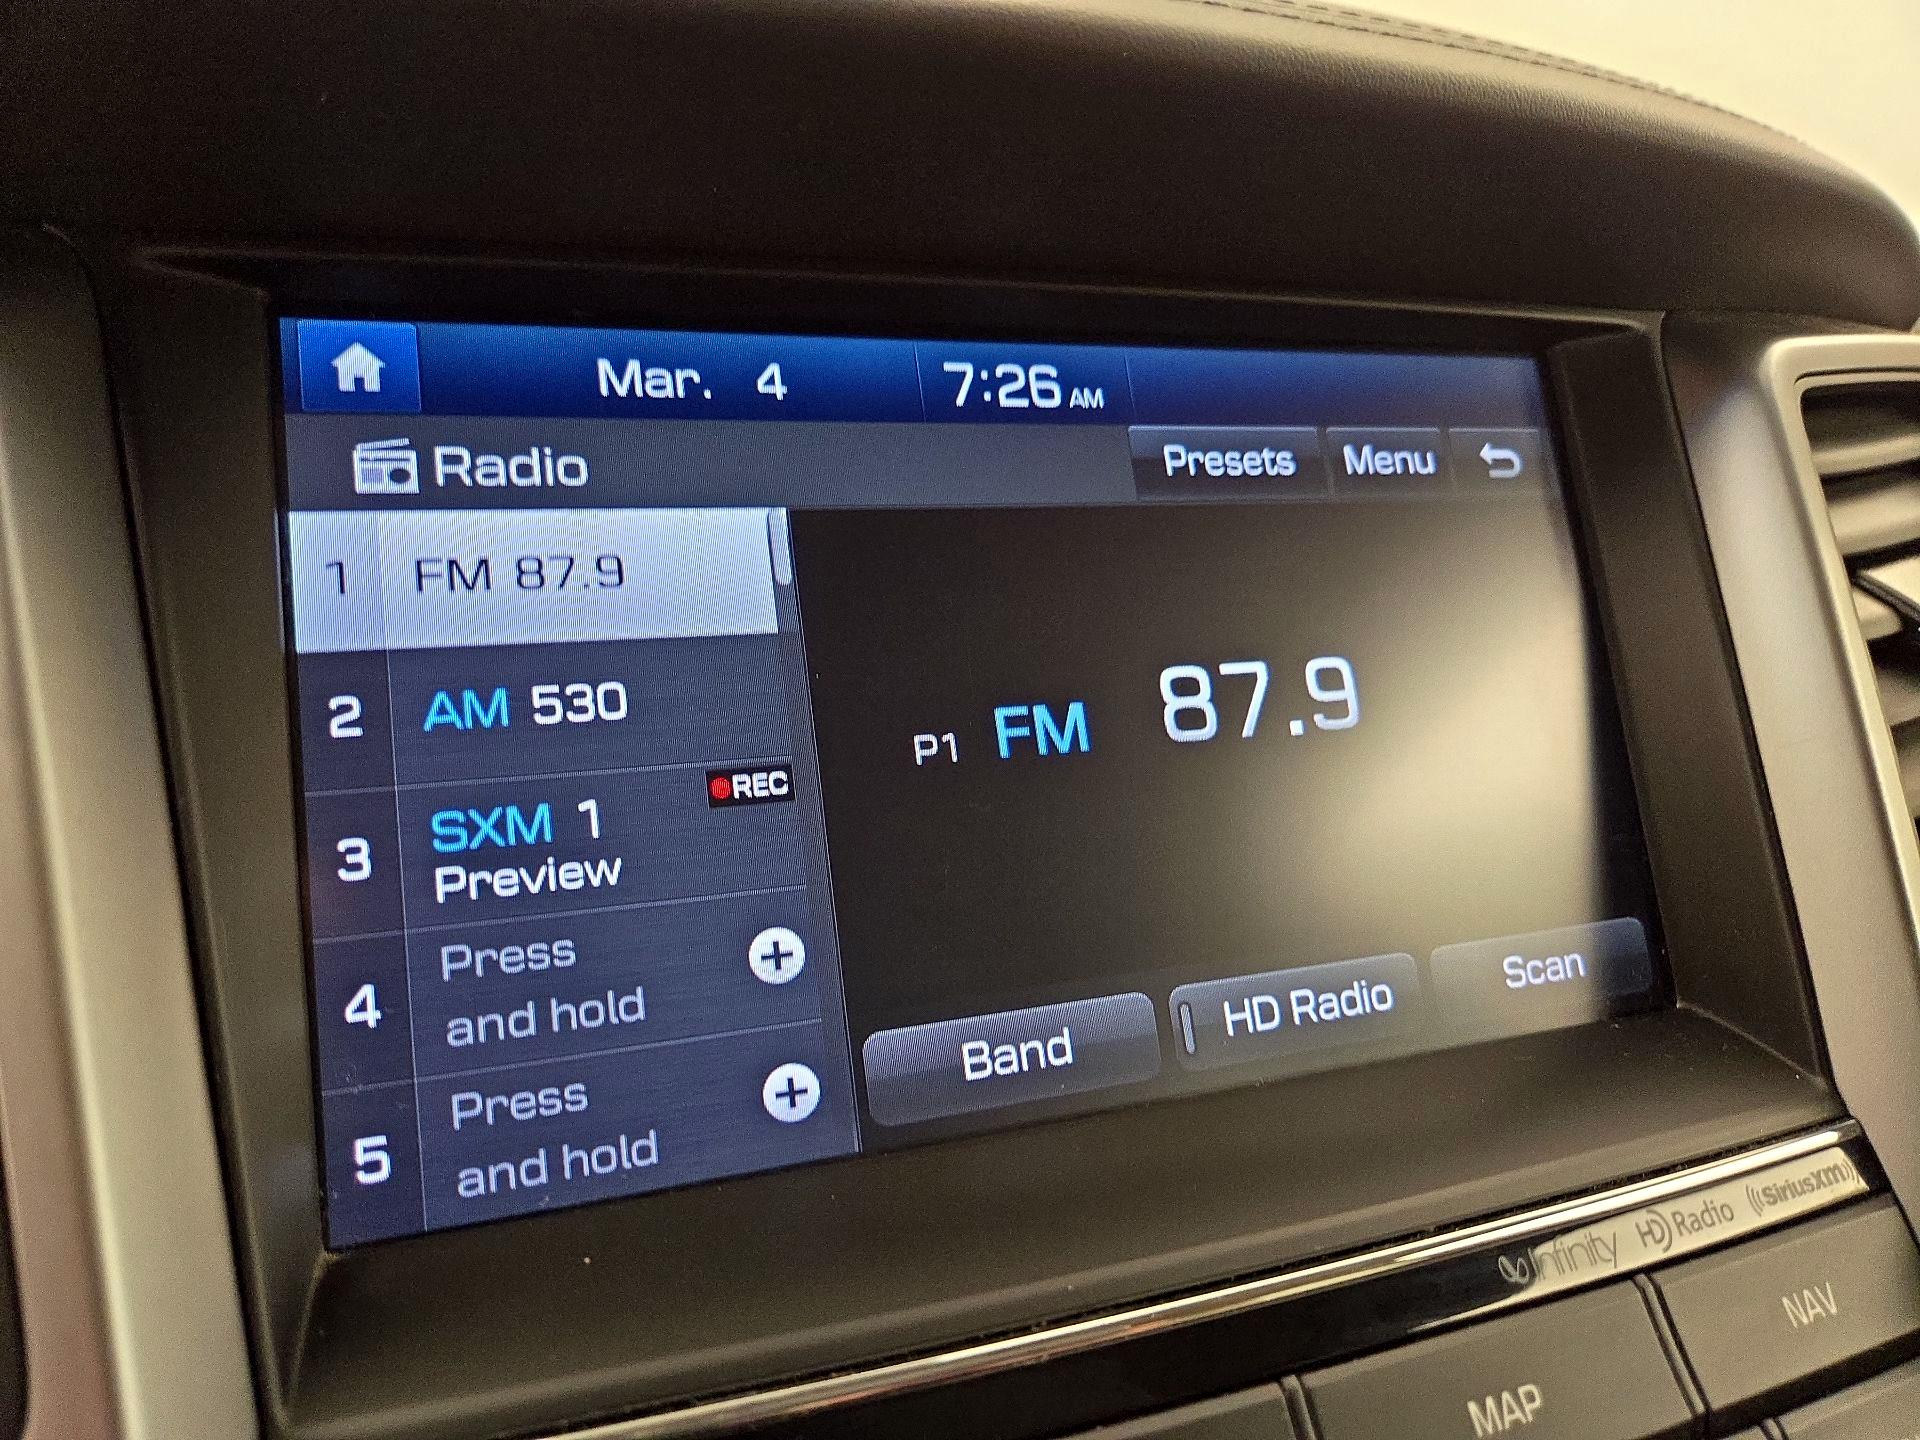 Mar. 4 7:26 AM
Radio Presets Menu
1 FM 87.9
2 AM 530
REC
3 SXM 1
Preview
4 Press
and hold
5 Press
and hold
P1 FM 87.9
Band HD Radio Scan
Infinity HD Radio SiriusXM
MAP NAV